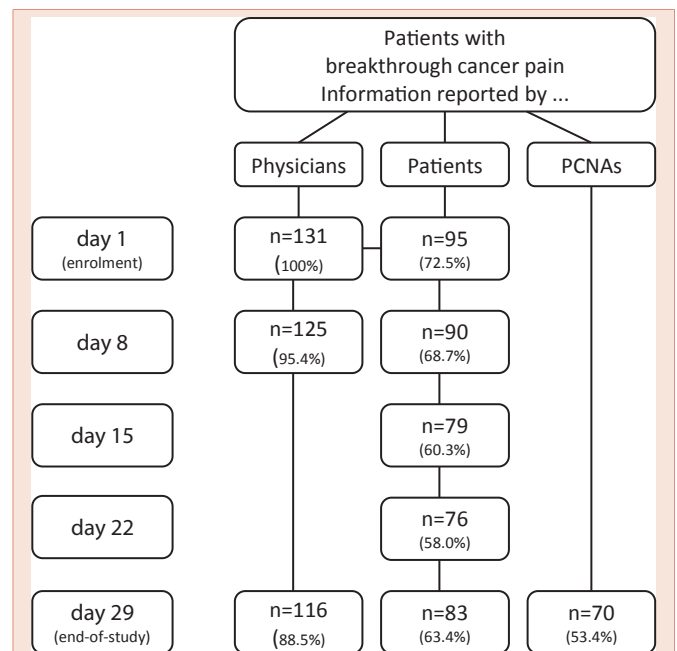 Patients with
breakthrough cancer pain
Information reported by ...
Physicians
Patients
PCNAs
day 1
(enrolment)
n=131
(100%)
n=95
(72.5%)
day 8
n=125
(95.4%)
n=90
(68.7%)
day 15
n=79
(60.3%)
day 22
n=76
(58.0%)
day 29
(end-of-study)
n=116
(88.5%)
n=83
(63.4%)
n=70
(53.4%)